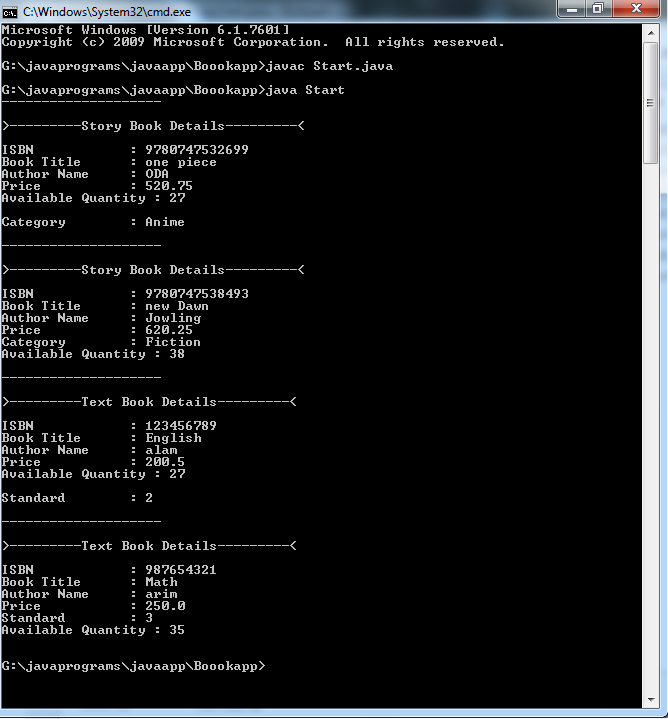 C:\Windows\System32\cmd.exe
Microsoft Windows [Version 6.1.7601]
Copyright (c) 2009 Microsoft Corporation.  All rights reserved.
G:\javaprograms\javaapp\Boookapp>javac Start.java
G:\javaprograms\javaapp\Boookapp>java Start
--------------------
>---------Story Book Details---------<
ISBN            : 9780747532699
Book Title      : one piece
Author Name     : ODA
Price           : 520.75
Available Quantity : 27
Category        : Anime
--------------------
>---------Story Book Details---------<
ISBN            : 9780747538493
Book Title      : new Dawn
Author Name     : Jowling
Price           : 620.25
Category        : Fiction
Available Quantity : 38
--------------------
>---------Text Book Details---------<
ISBN            : 123456789
Book Title      : English
Author Name     : alam
Price           : 200.5
Available Quantity : 27
Standard        : 2
--------------------
>---------Text Book Details---------<
ISBN            : 987654321
Book Title      : Math
Author Name     : arim
Price           : 250.0
Standard        : 3
Available Quantity : 35
G:\javaprograms\javaapp\Boookapp>